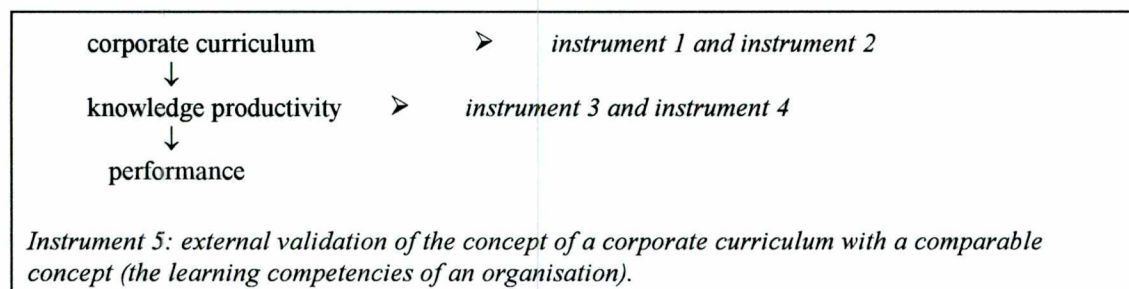 corporate curriculum ➢ instrument 1 and instrument 2
↓
knowledge productivity ➢ instrument 3 and instrument 4
↓
performance
Instrument 5: external validation of the concept of a corporate curriculum with a comparable
concept (the learning competencies of an organisation).